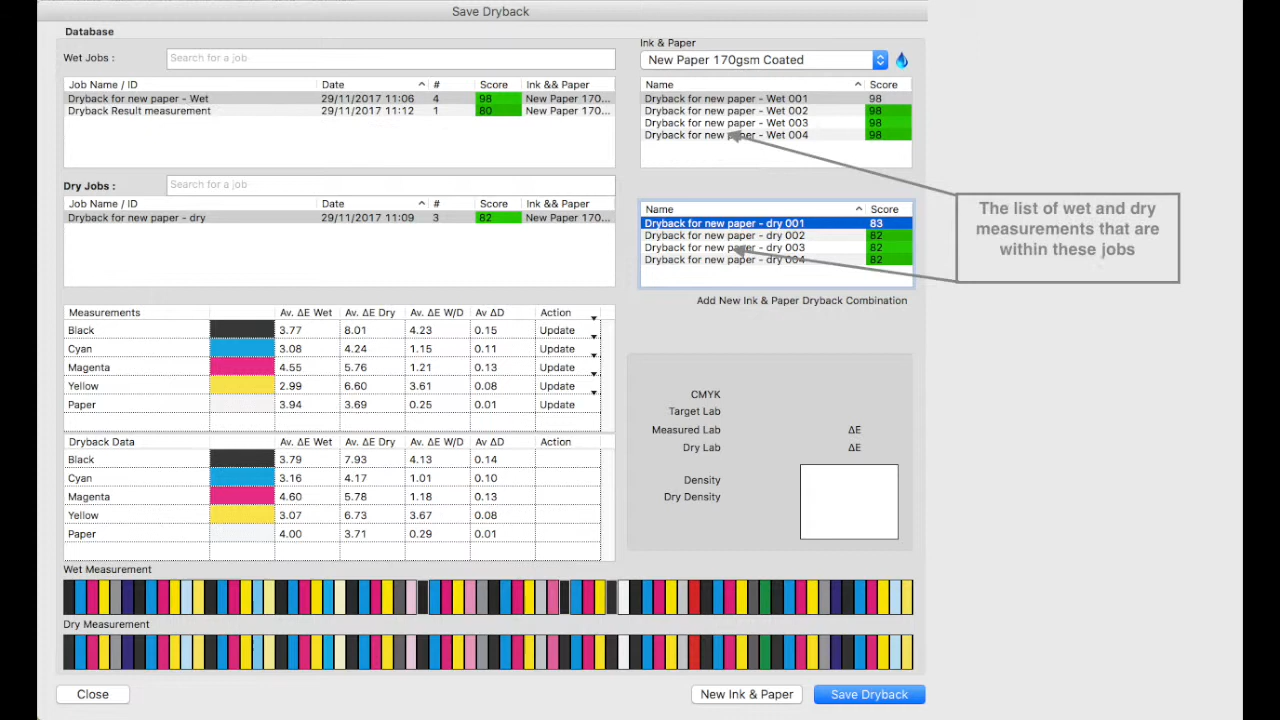 Save Dryback
Database
Wet Jobs :
Search for a job
Job Name / ID Date # Score Ink && Paper
Dryback for new paper - Wet 29/11/2017 11:06 4 98 New Paper 170...
Dryback Result measurement 29/11/2017 11:12 1 80 New Paper 170...
Ink & Paper
New Paper 170gsm Coated
Name Score
Dryback for new paper - Wet 001 98
Dryback for new paper - Wet 002 98
Dryback for new paper - Wet 003 98
Dryback for new paper - Wet 004 98
Dry Jobs :
Search for a job
Job Name / ID Date # Score Ink && Paper
Dryback for new paper - dry 29/11/2017 11:09 3 82 New Paper 170...
Name Score
Dryback for new paper - dry 001 83
Dryback for new paper - dry 002 82
Dryback for new paper - dry 003 82
Dryback for new paper - dry 004 82
The list of wet and dry
measurements that are
within these jobs
Add New Ink & Paper Dryback Combination
Measurements Av. ΔE Wet Av. ΔE Dry Av. ΔE W/D Av ΔD Action
Black 3.77 8.01 4.23 0.15 Update
Cyan 3.08 4.24 1.15 0.11 Update
Magenta 4.55 5.76 1.21 0.13 Update
Yellow 2.99 6.60 3.61 0.08 Update
Paper 3.94 3.69 0.25 0.01 Update
Dryback Data Av. ΔE Wet Av. ΔE Dry Av. ΔE W/D Av ΔD Action
Black 3.79 7.93 4.13 0.14
Cyan 3.16 4.17 1.01 0.10
Magenta 4.60 5.78 1.18 0.13
Yellow 3.07 6.73 3.67 0.08
Paper 4.00 3.71 0.29 0.01
CMYK
Target Lab
Measured Lab ΔE
Dry Lab ΔE
Density
Dry Density
Wet Measurement
Dry Measurement
Close
New Ink & Paper
Save Dryback